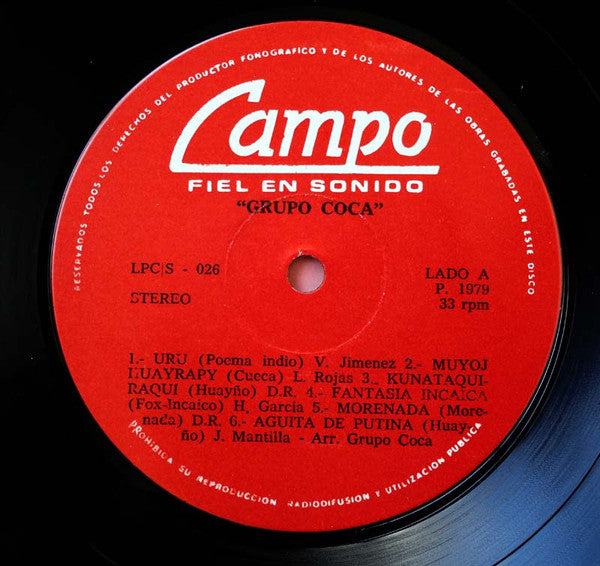 RESERVADOS TODOS LOS DERECHOS DEL PRODUCTOR FONOGRAFICO Y DE LOS AUTORES DE LAS OBRAS GRABADAS EN ESTE DISCO
Campo
FIEL EN SONIDO
"GRUPO COCA"
LPC|S - 026
LADO A
P. 1979
STEREO
33 rpm
1.- URU (Poema indio) V. Jimenez 2.- MUYOJ
HUAYRAPY (Cueca) L. Rojas 3.- KUNATAQUI-
RAQUI (Huayño) D.R. 4.- FANTASIA INCAICA
(Fox-Incaico) H. García 5.- MORENADA (More-
nada) D.R. 6.- AGUITA DE PUTINA (Huay
ño) J. Mantilla - Arr. Grupo Coca
PROHIBIDA SU REPRODUCCION RADIODIFUSION Y UTILIZACION PUBLICA